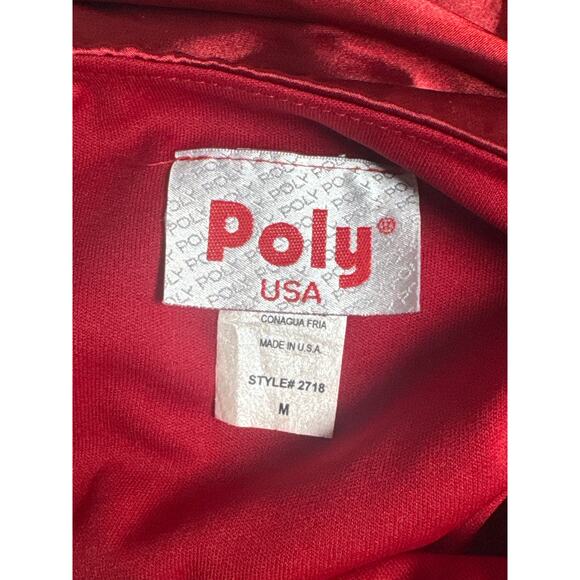 Poly®
USA
CONAGUA FRIA
MADE IN U.S.A.
STYLE# 2718
M